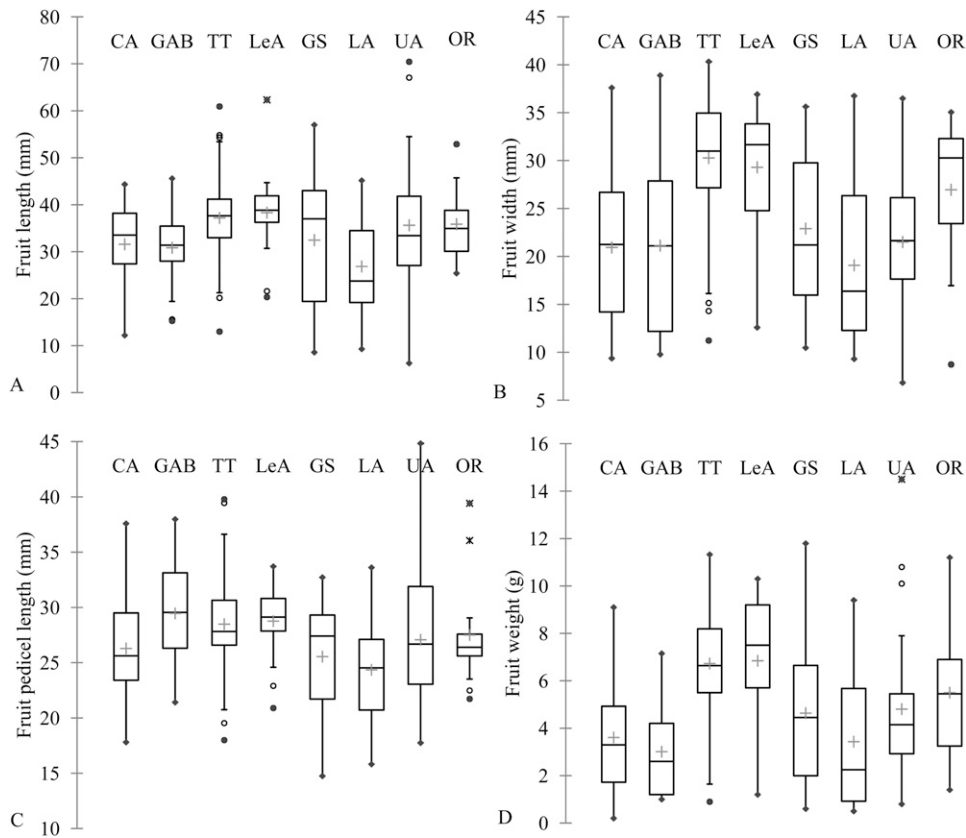 80
CA GAB TT LeA GS LA UA OR
70
60
50
40
30
20
10
0
Fruit length (mm)
A
45
CA GAB TT LeA GS LA UA OR
40
35
30
25
20
15
10
5
Fruit width (mm)
B
45
CA GAB TT LeA GS LA UA OR
40
35
30
25
20
15
10
Fruit pedicel length (mm)
C
16
CA GAB TT LeA GS LA UA OR
14
12
10
8
6
4
2
0
Fruit weight (g)
D